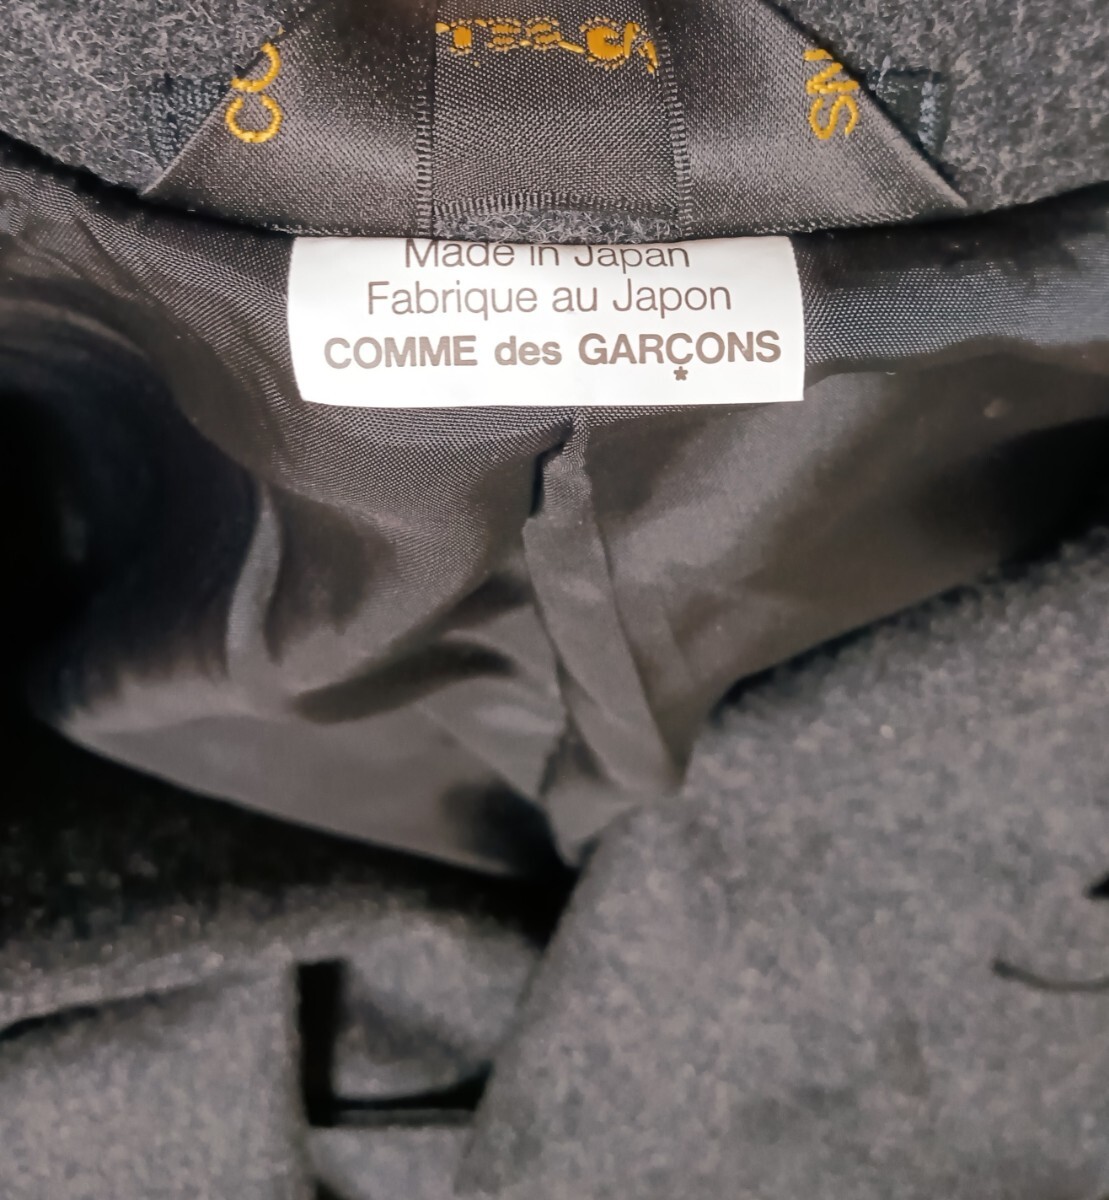 Made in Japan
Fabrique au Japon
COMME des GARÇONS
*